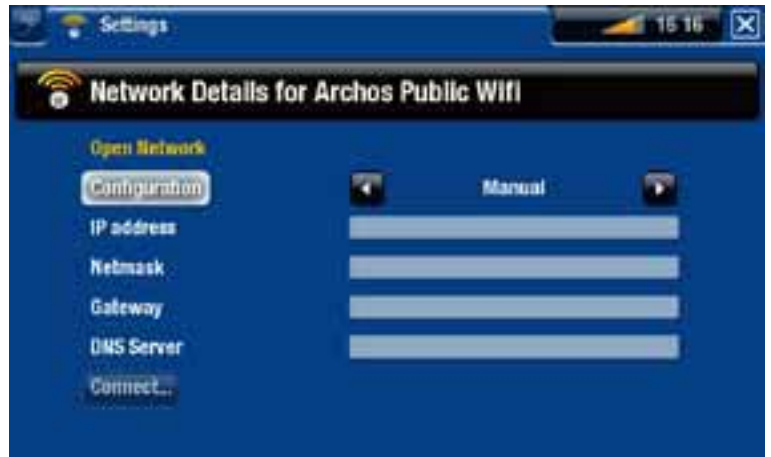 Settings
16 16
Network Details for Archos Public Wifi
Open Network
Configuration
Manual
IP address
Netmask
Gateway
DNS Server
Connect...